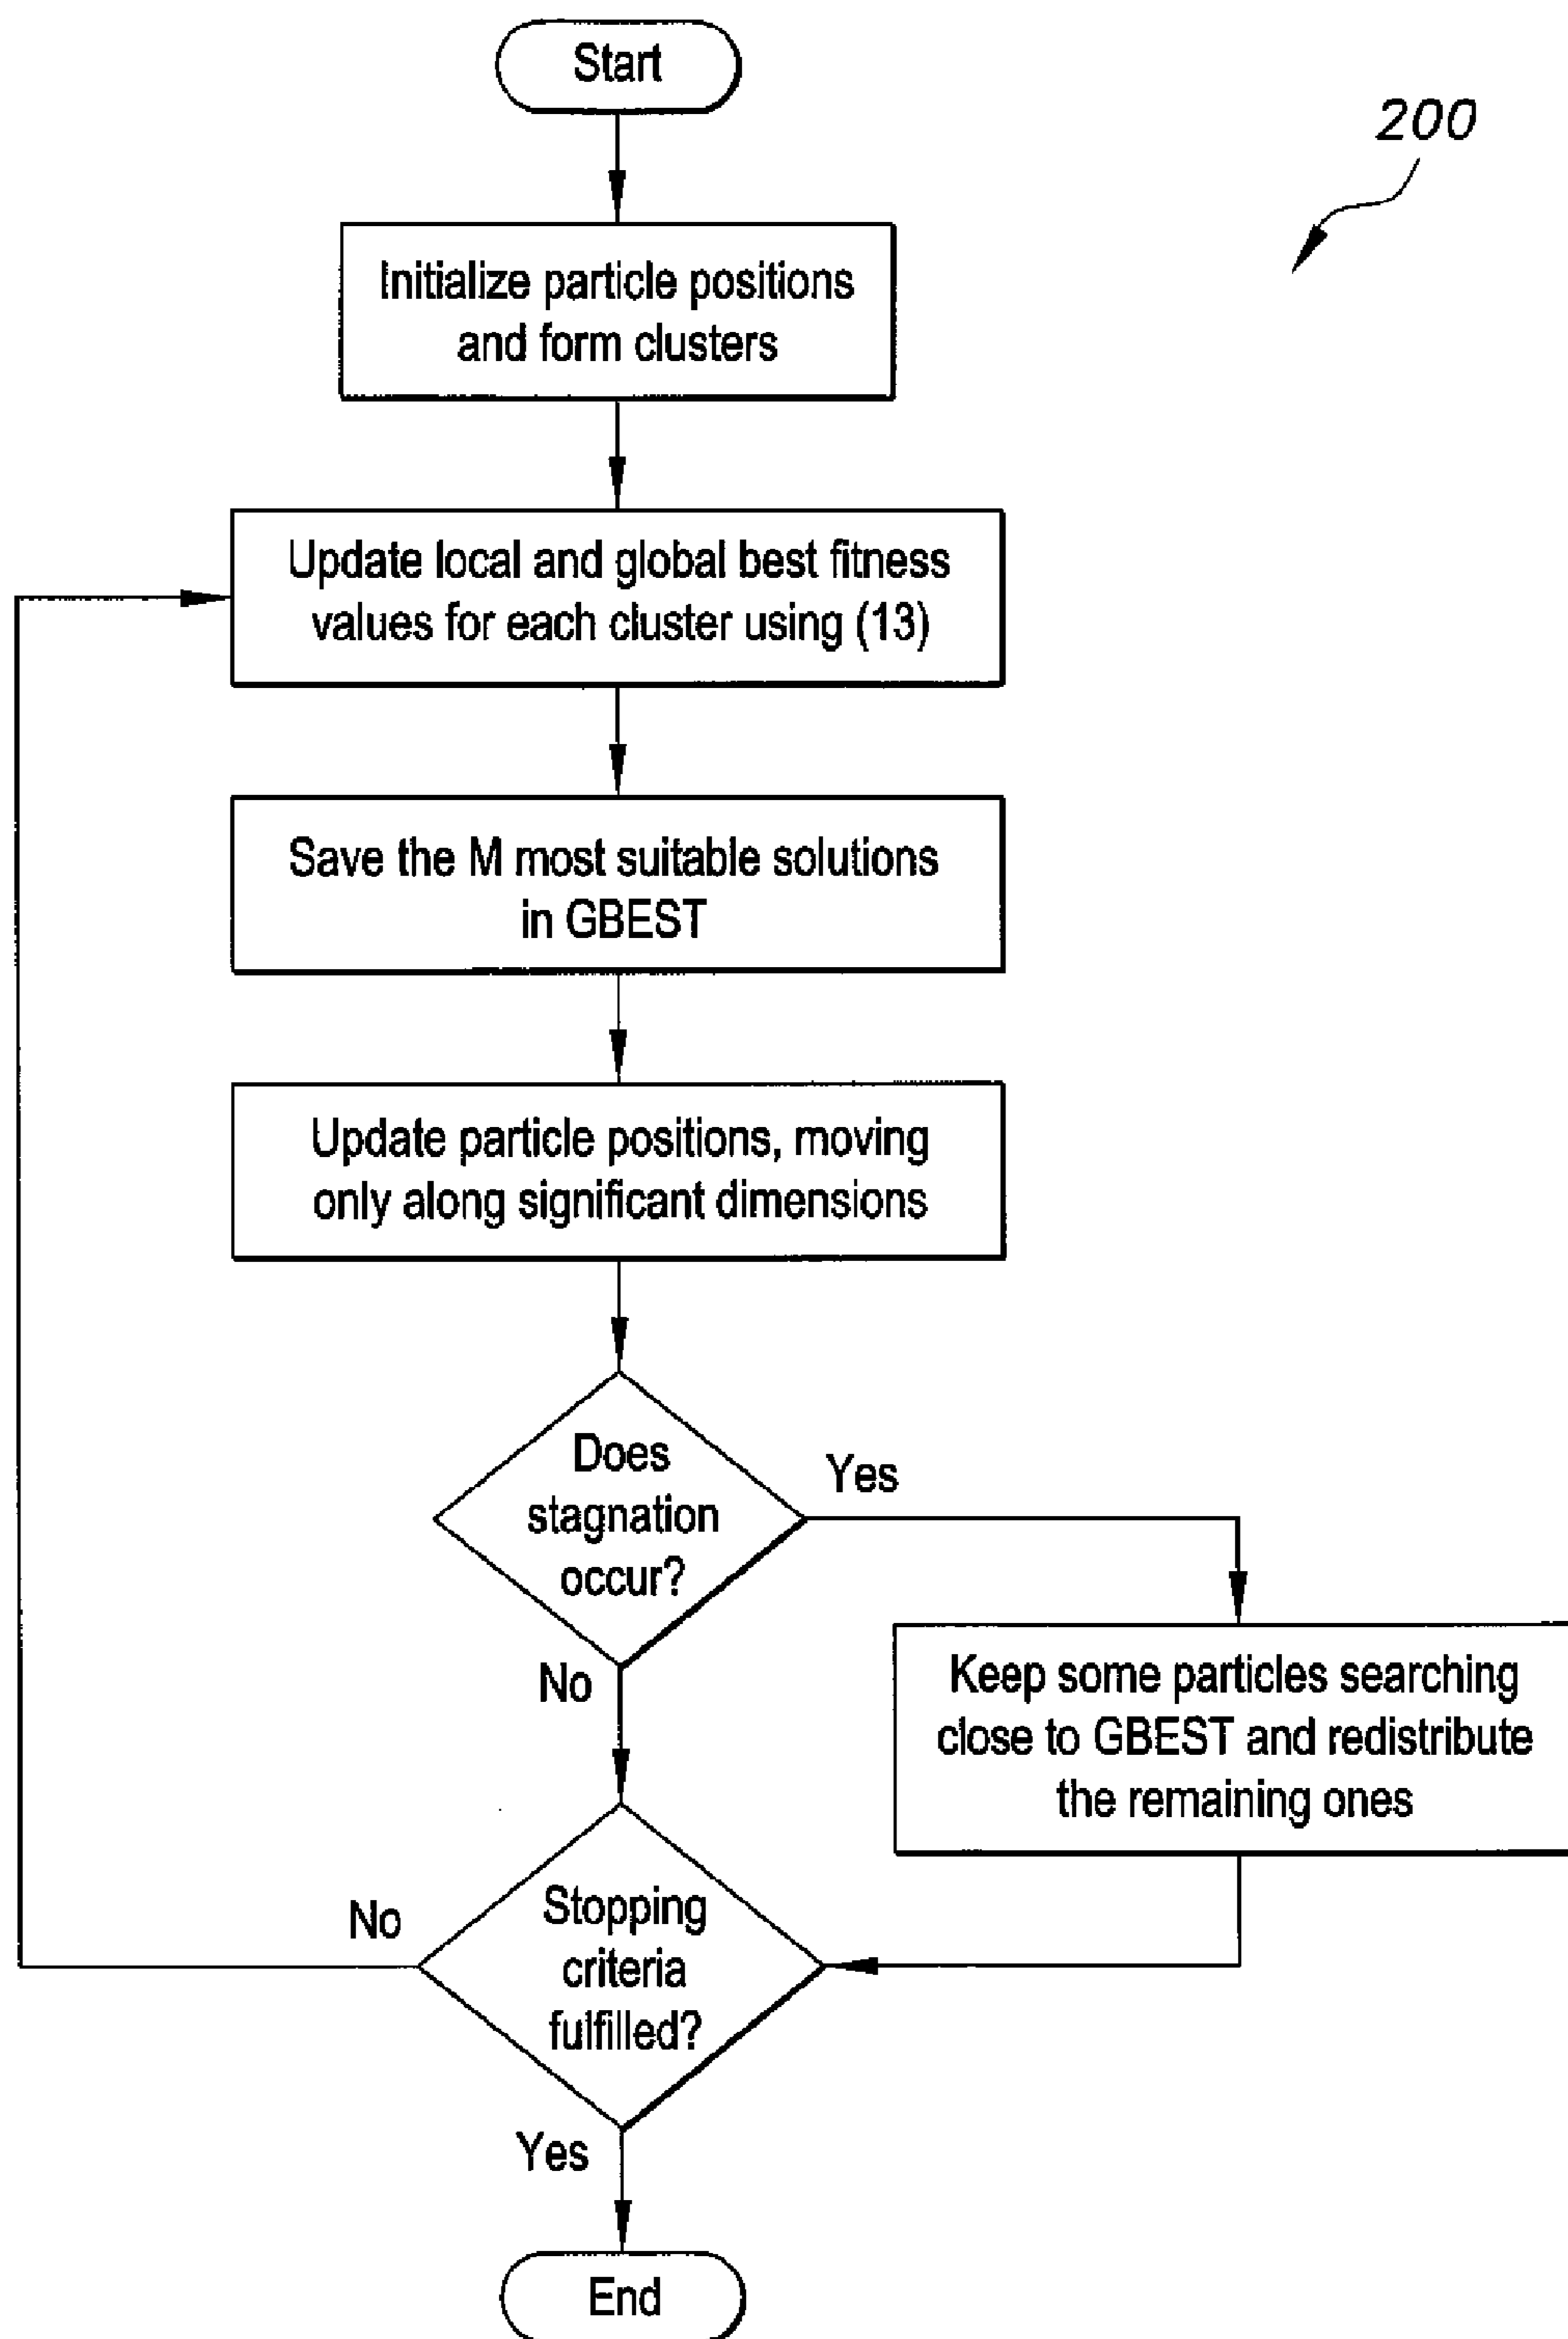 Start
200
Initialize particle positions
and form clusters
Update local and global best fitness
values for each cluster using (13)
Save the M most suitable solutions
in GBEST
Update particle positions, moving
only along significant dimensions
Does
stagnation
occur?
Yes
No
Keep some particles searching
close to GBEST and redistribute
the remaining ones
Stopping
criteria
fulfilled?
No
Yes
End